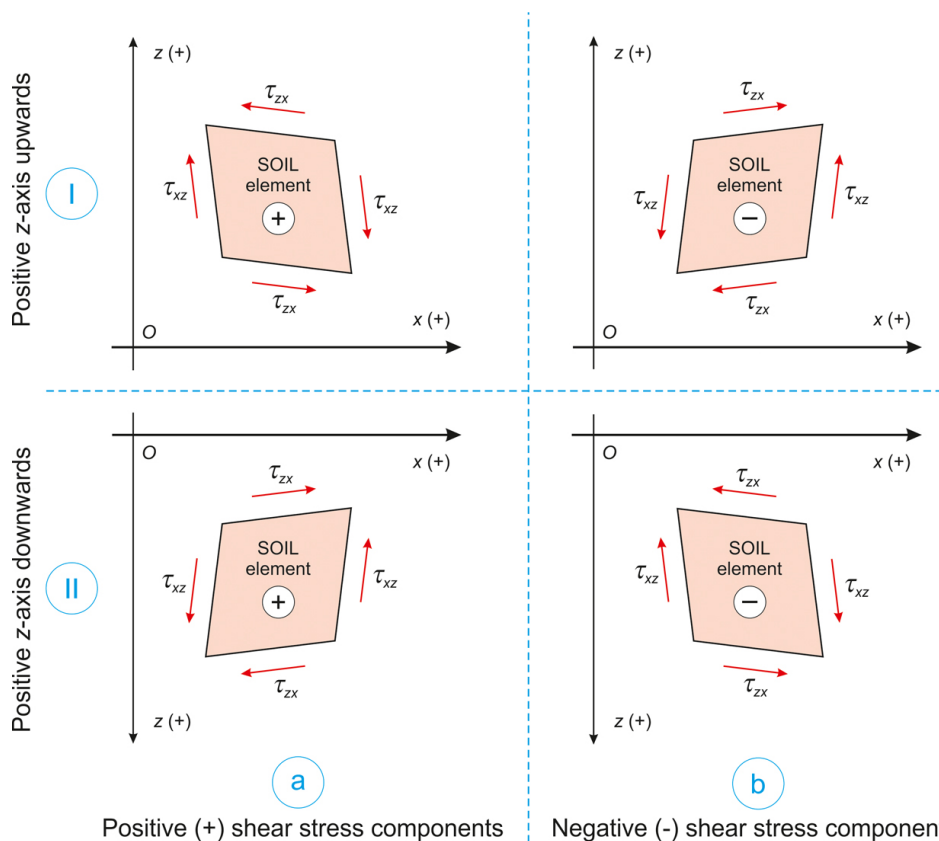 Positive z-axis upwards
I
z (+)
τzx
τxz
SOIL
element
+
τxz
τzx
O
x (+)
z (+)
τzx
τxz
SOIL
element
−
τxz
τzx
O
x (+)
Positive z-axis downwards
II
O
x (+)
τzx
SOIL
element
τxz
+
τxz
τzx
z (+)
O
x (+)
τzx
SOIL
element
τxz
−
τxz
τzx
z (+)
a
Positive (+) shear stress components
b
Negative (-) shear stress componen